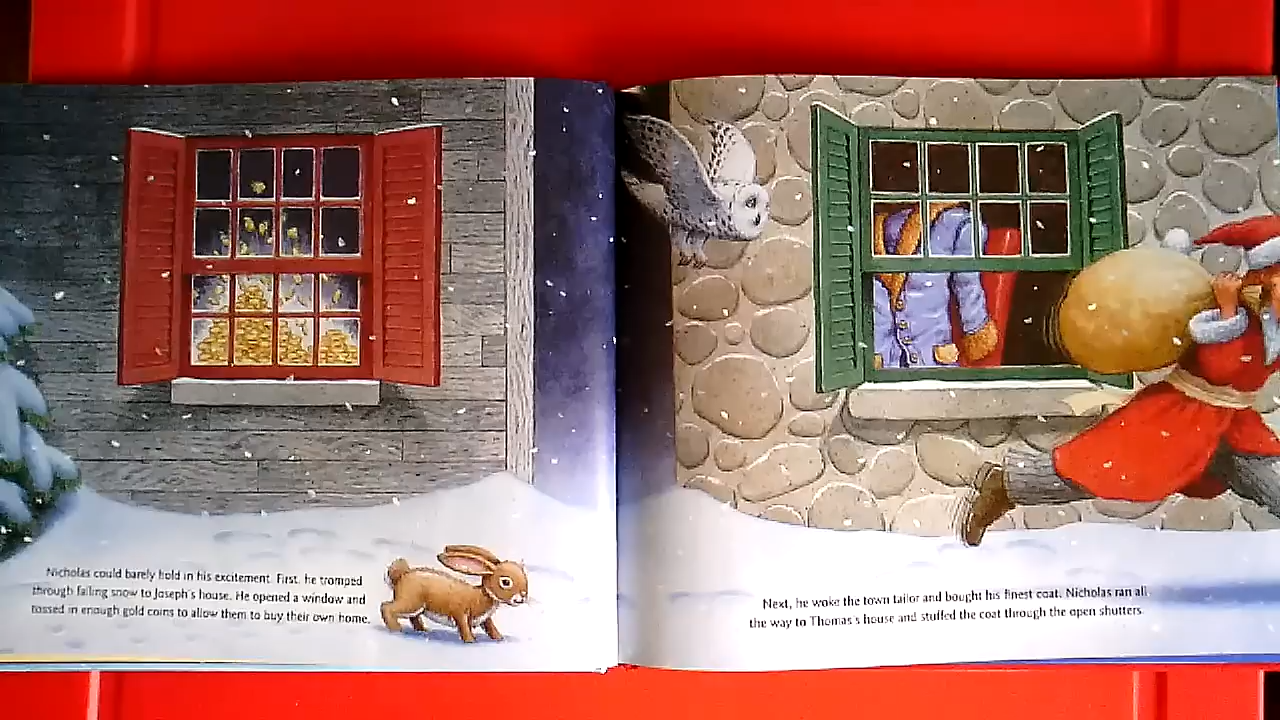 Nicholas could barely hold in his excitement. First, he tromped
through falling snow to Joseph's house. He opened a window and
tossed in enough gold coins to allow them to buy their own home.
Next, he woke the town tailor and bought his finest coat. Nicholas ran all
the way to Thomas's house and stuffed the coat through the open shutters.